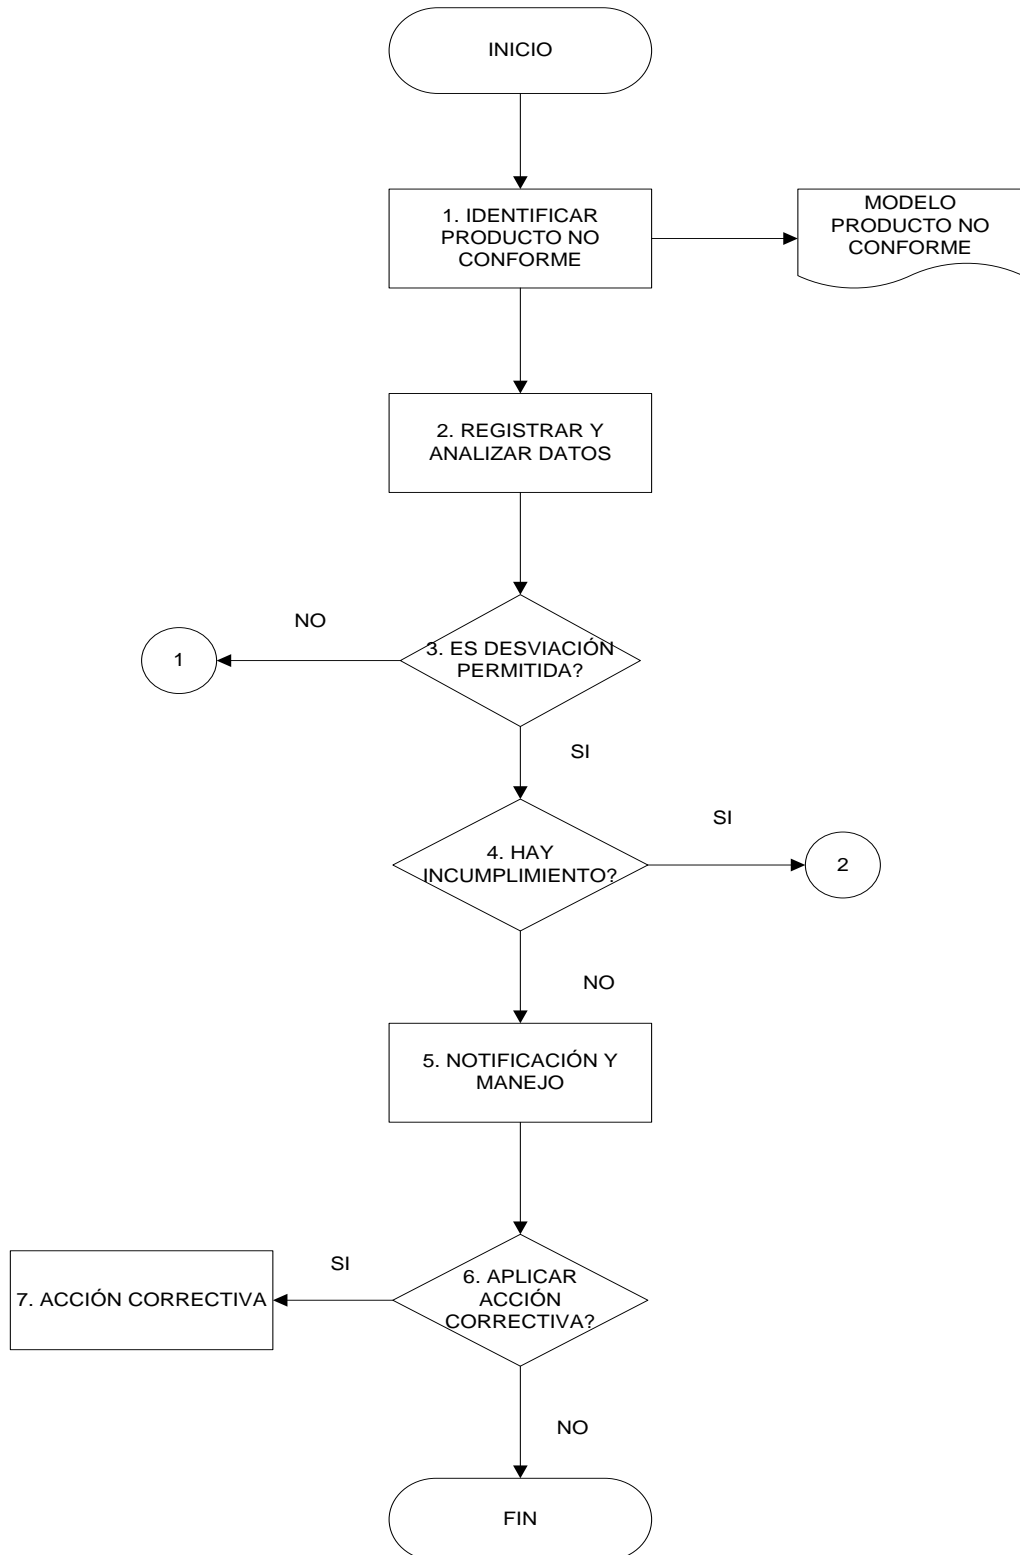 INICIO
1. IDENTIFICAR
PRODUCTO NO
CONFORME
MODELO
PRODUCTO NO
CONFORME
2. REGISTRAR Y
ANALIZAR DATOS
NO
1
3. ES DESVIACIÓN
PERMITIDA?
SI
4. HAY
INCUMPLIMIENTO?
SI
2
NO
5. NOTIFICACIÓN Y
MANEJO
SI
7. ACCIÓN CORRECTIVA
6. APLICAR
ACCIÓN
CORRECTIVA?
NO
FIN